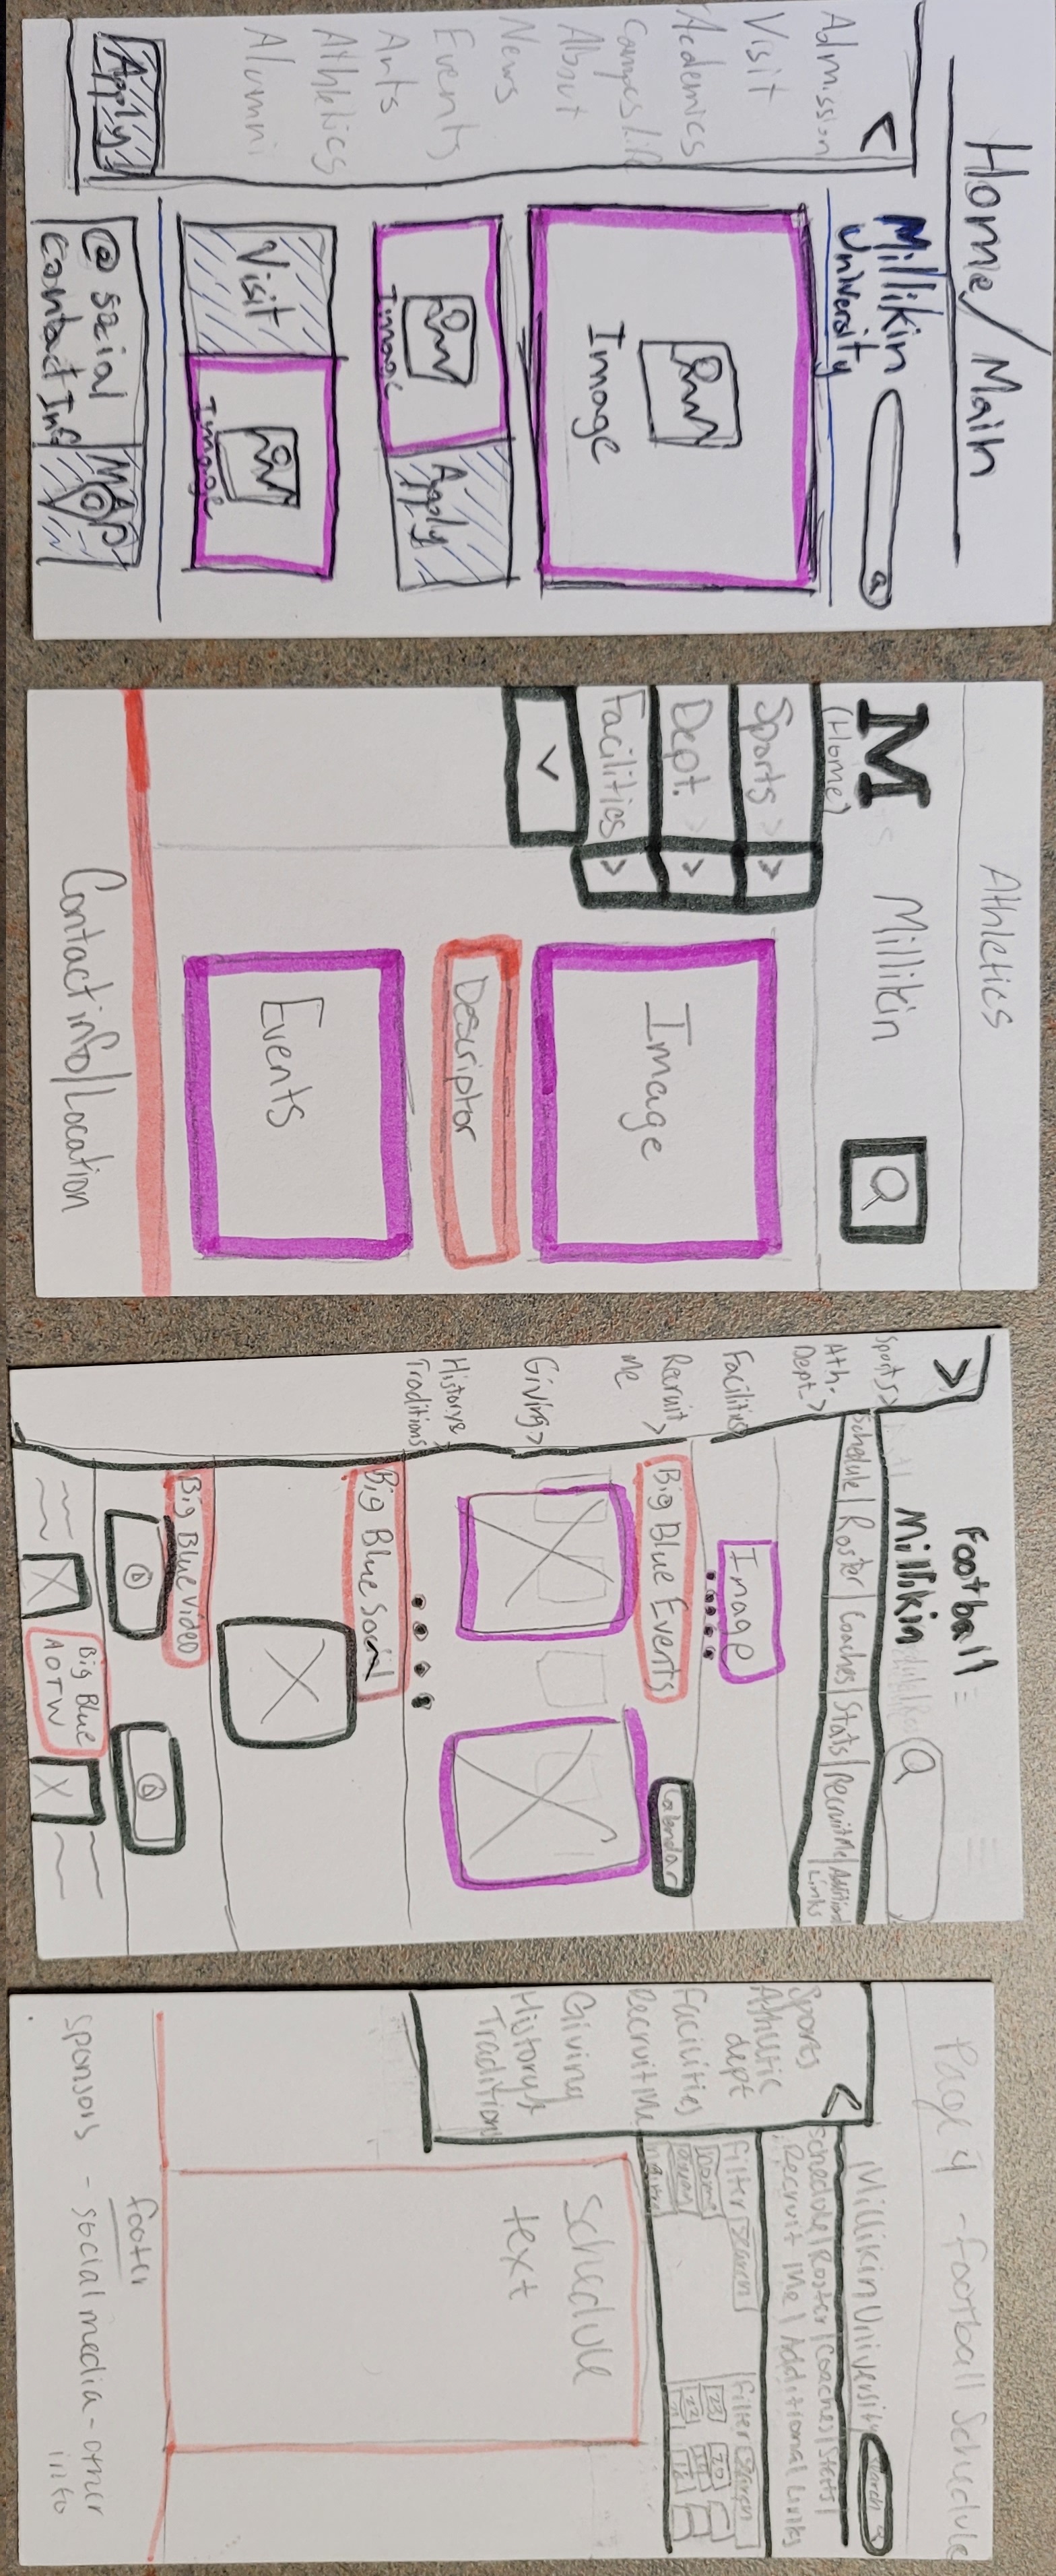 Home/Main
Millikin
University
Admission
Visit
Academics
Campus Life
About
News
Events
Arts
Athletics
Alumni
Apply
Image
Image
Apply
Visit
Image
@ social
contact Info
MAP
Athletics
M
(Home)
Millikin
Sports >
Dept. >
Facilities >
Image
Descriptor
Events
Contact info/Location
Football
Millikin
Schedule | Roster | Coaches | Stats | Recruit Me | Additional
Links
Sports >
Ath. >
Dept.
Facilities
Recruit >
Me
Giving >
History &
Traditions
Image
Big Blue Events
Calendar
Big Blue Social
Big Blue Video
Big Blue
AOTW
Page 4 - Football Schedule
Millikin University
Search
Schedule | Roster | Coaches | Stats |
Recruit Me | Additional Links
Sports
Athletic
dept
Facilities
Recruit Me
Giving
History &
Traditions
Filter Search
Filter Search
Schedule
text
footer
Sponsors - social media - other
info